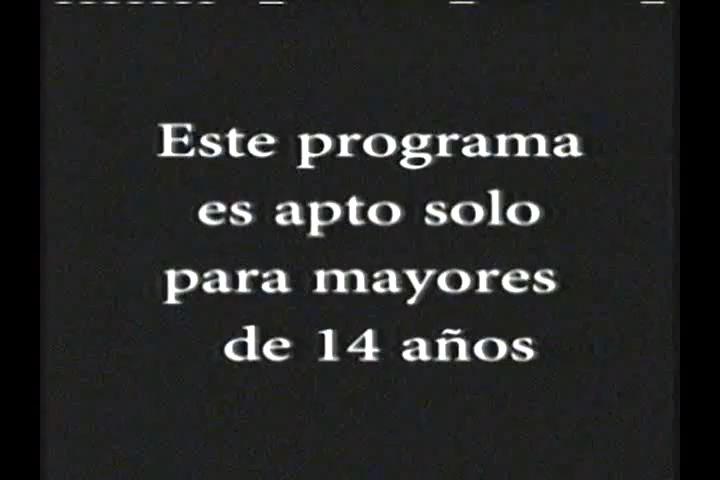 Este programa
es apto solo
para mayores
de 14 años